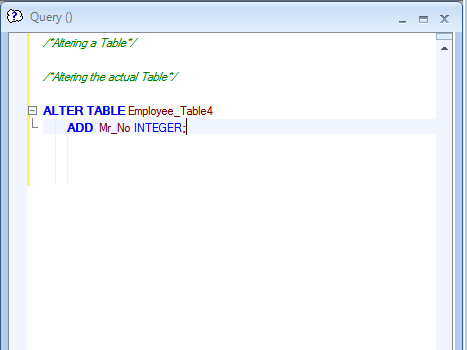 Query ()
/*Altering a Table*/
/*Altering the actual Table*/
ALTER TABLE Employee_Table4
ADD Mr_No INTEGER;